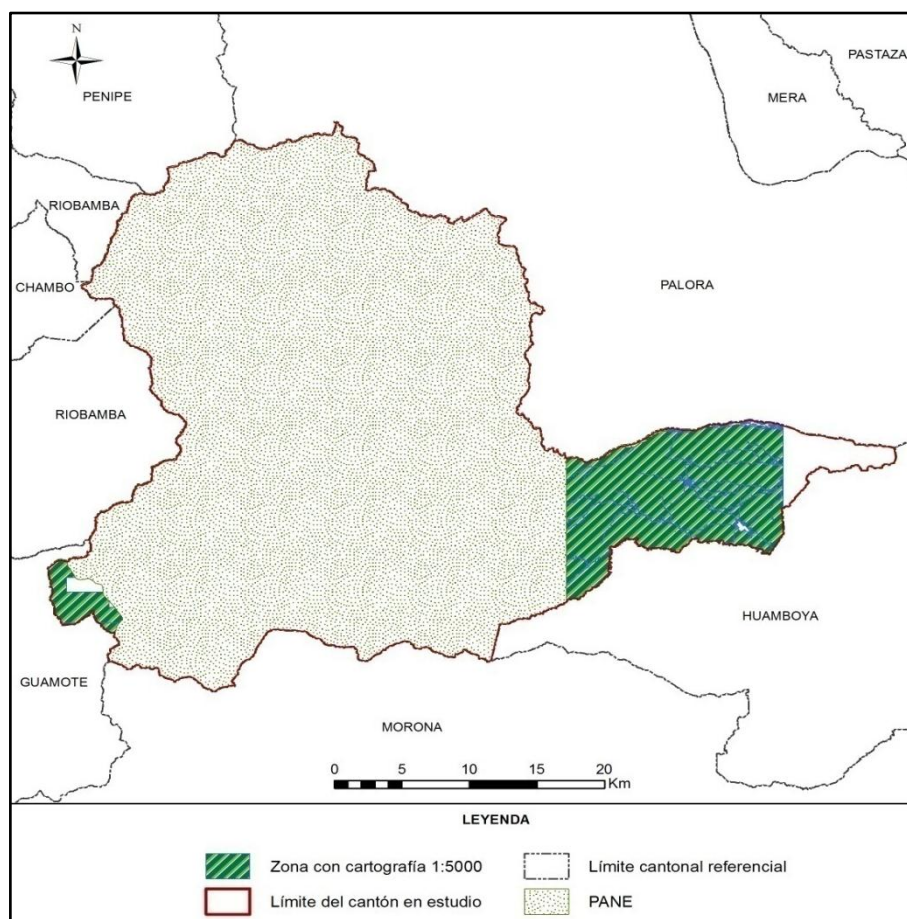 N
PASTAZA
PENIPE
MERA
RIOBAMBA
CHAMBO
PALORA
RIOBAMBA
HUAMBOYA
GUAMOTE
MORONA
0 5 10 15 20
Km
LEYENDA
Zona con cartografía 1:5000
Límite cantonal referencial
Límite del cantón en estudio
PANE